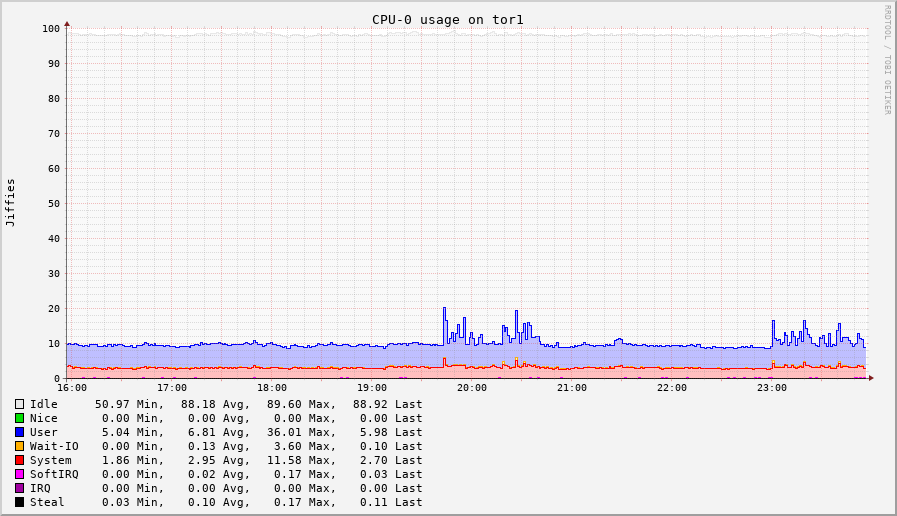 CPU-0 usage on tor1
RRDTOOL / TOBI OETIKER
Jiffies
100
90
80
70
60
50
40
30
20
10
0
16:00 17:00 18:00 19:00 20:00 21:00 22:00 23:00
Idle 50.97 Min, 88.18 Avg, 89.60 Max, 88.92 Last
Nice 0.00 Min, 0.00 Avg, 0.00 Max, 0.00 Last
User 5.04 Min, 6.81 Avg, 36.01 Max, 5.98 Last
Wait-IO 0.00 Min, 0.13 Avg, 3.60 Max, 0.10 Last
System 1.86 Min, 2.95 Avg, 11.58 Max, 2.70 Last
SoftIRQ 0.00 Min, 0.02 Avg, 0.17 Max, 0.03 Last
IRQ 0.00 Min, 0.00 Avg, 0.00 Max, 0.00 Last
Steal 0.03 Min, 0.10 Avg, 0.17 Max, 0.11 Last